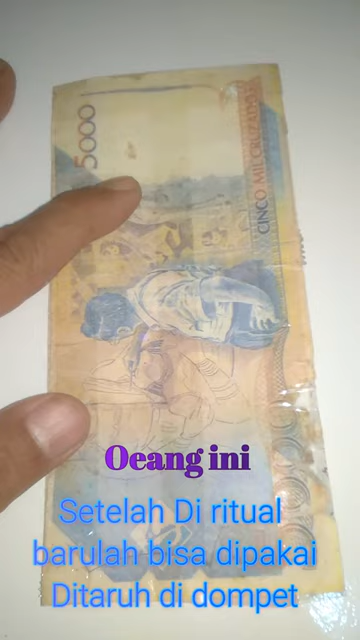 5000
CINCO MIL CRUZADOS
Oeang ini
Setelah Di ritual
barulah bisa dipakai
Ditaruh di dompet